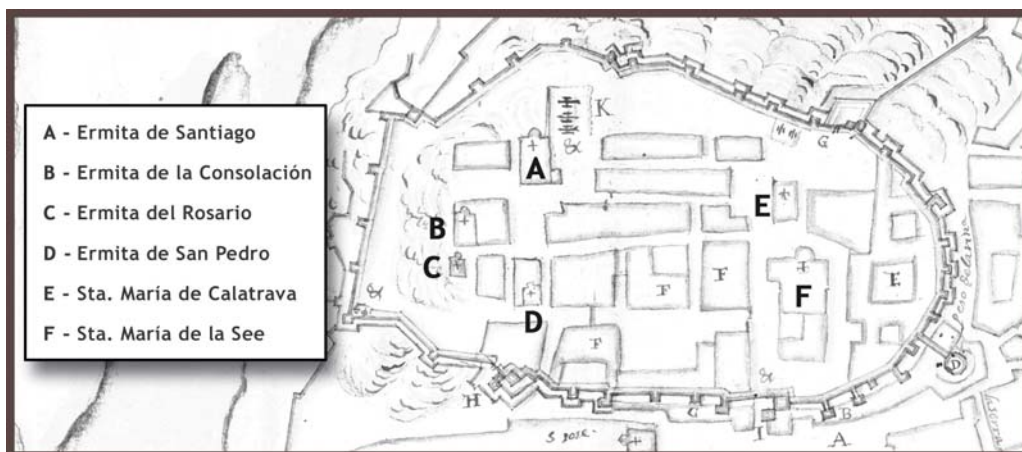 A - Ermita de Santiago
B - Ermita de la Consolación
C - Ermita del Rosario
D - Ermita de San Pedro
E - Sta. María de Calatrava
F - Sta. María de la See
K
A
G
E
B
C
F
F
F
E
D
F
D
H
G
I
B
A
S JOSE